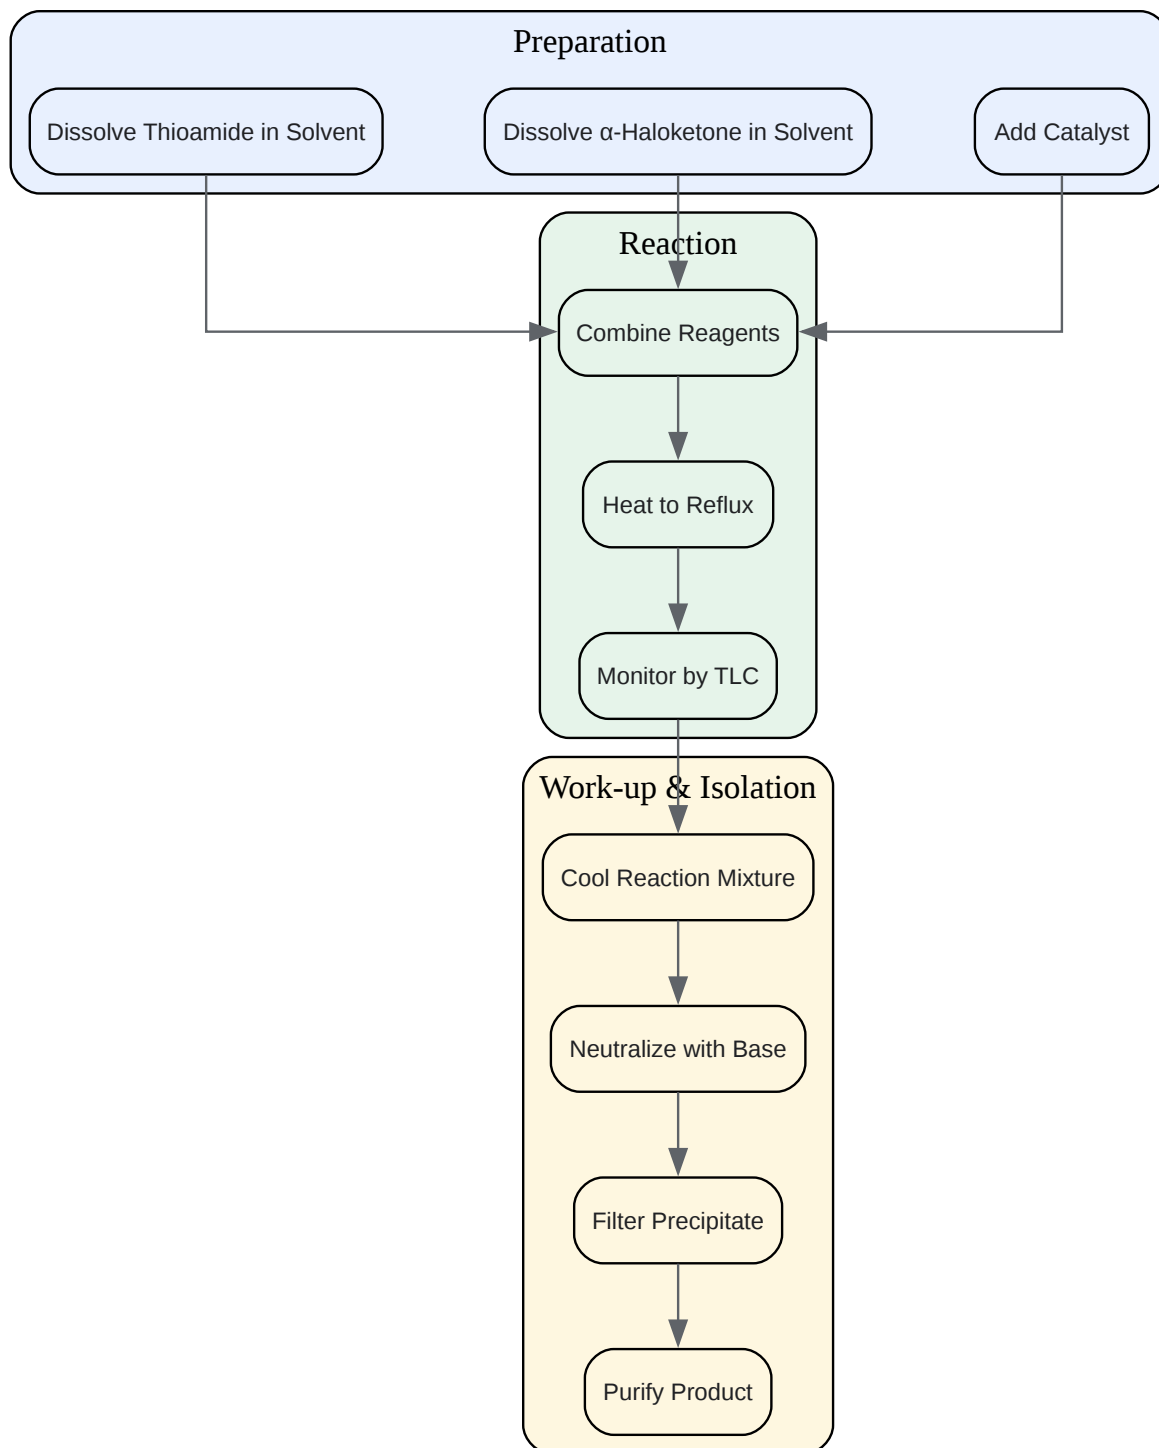 Preparation
Dissolve Thioamide in Solvent
Dissolve α-Haloketone in Solvent
Add Catalyst
Reaction
Combine Reagents
Heat to Reflux
Monitor by TLC
Work-up & Isolation
Cool Reaction Mixture
Neutralize with Base
Filter Precipitate
Purify Product